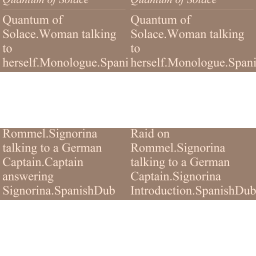 Quantum of Solace
Quantum of
Solace.Woman talking
to
herself.Monologue.Spani
Quantum of Solace
Quantum of
Solace.Woman talking
to
herself.Monologue.Spani
Rommel.Signorina
talking to a German
Captain.Captain
answering
Signorina.SpanishDub
Raid on
Rommel.Signorina
talking to a German
Captain.Signorina
Introduction.SpanishDub